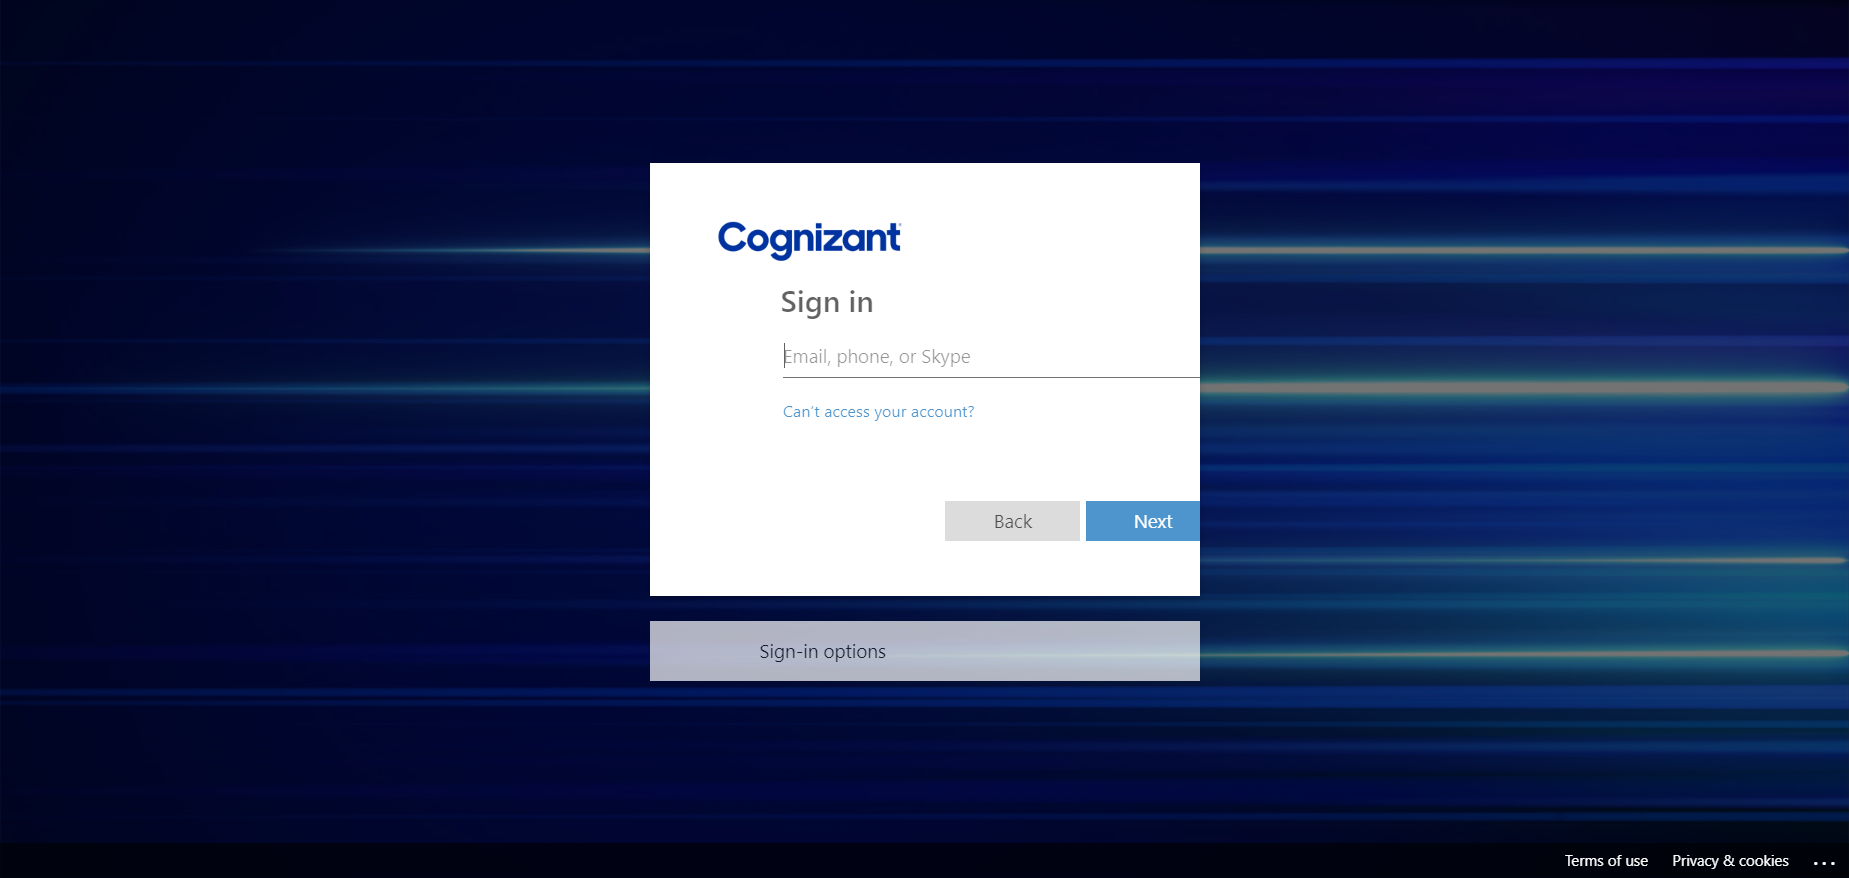 Cognizant
Sign in
Email, phone, or Skype
Can't access your account?
Back
Next
Sign-in options
Terms of use
Privacy & cookies
...